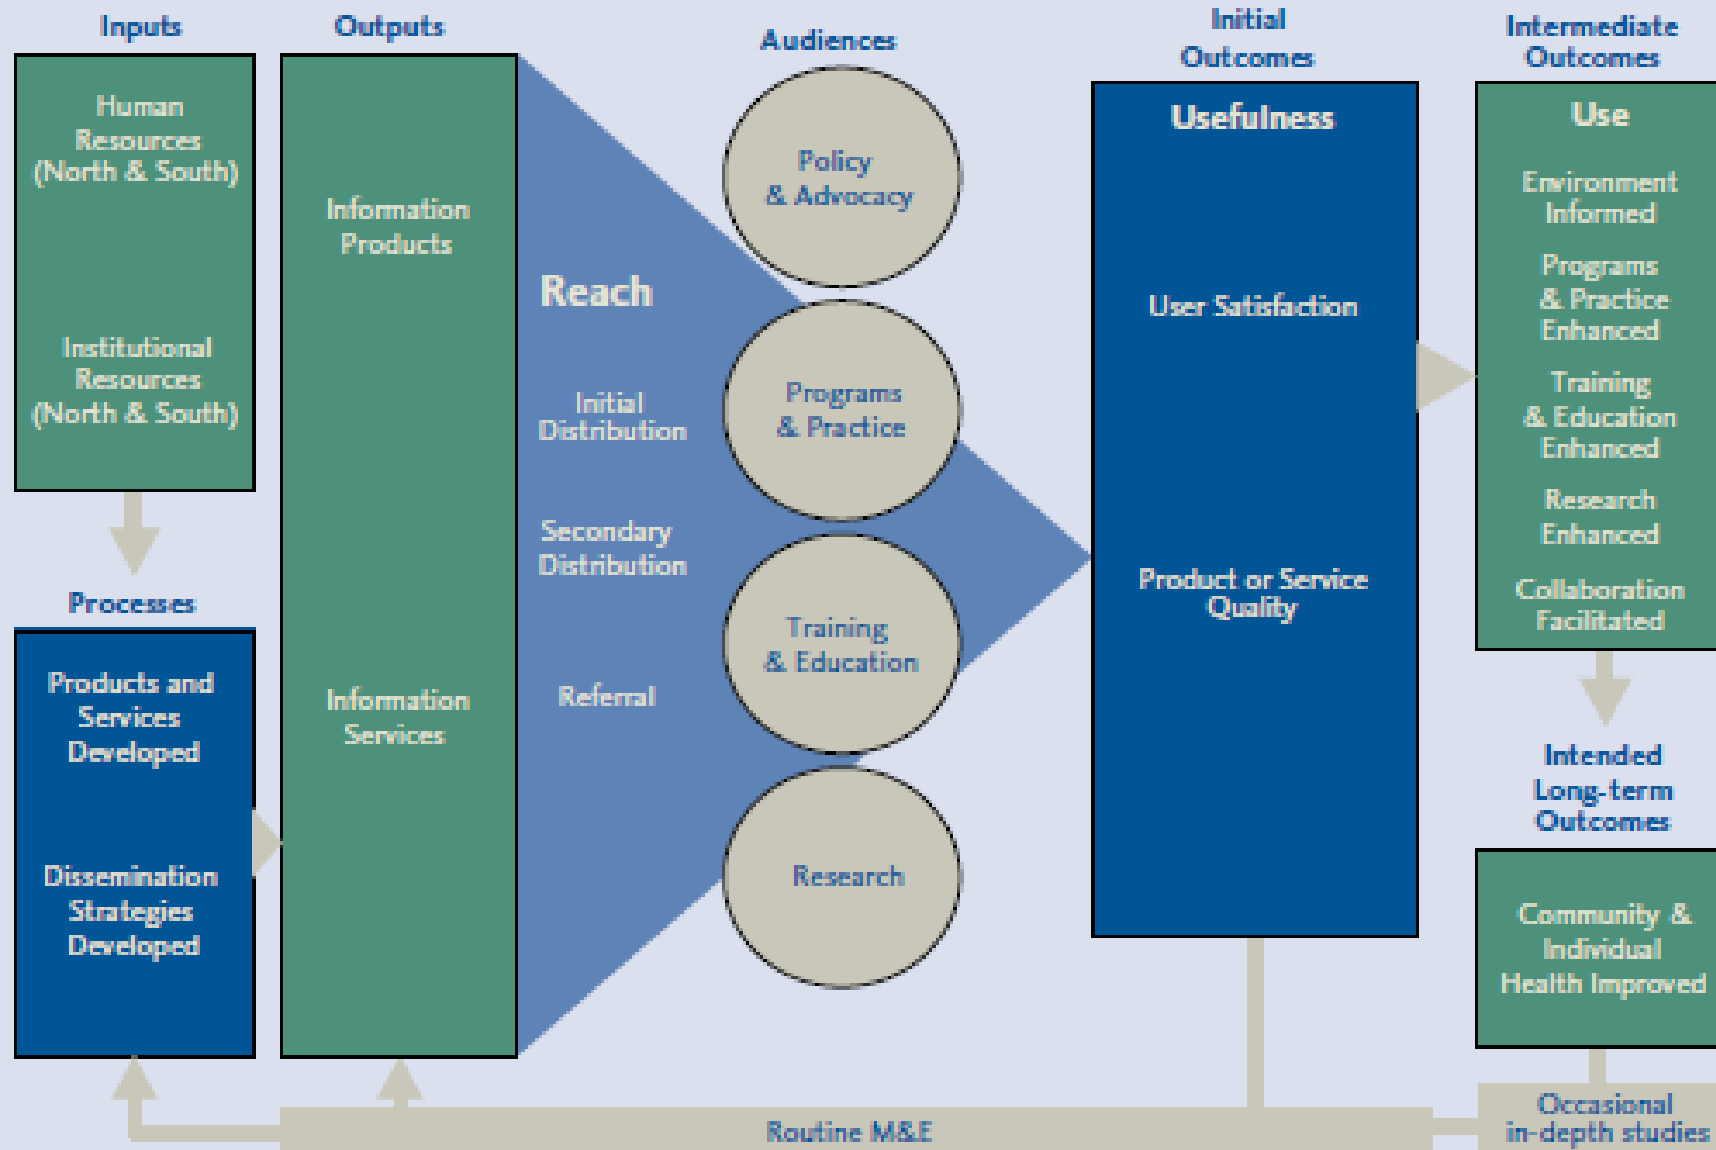 Inputs
Human
Resources
(North & South)
Institutional
Resources
(North & South)
Processes
Products and
Services
Developed
Dissemination
Strategies
Developed
Outputs
Information
Products
Information
Services
Reach
Initial
Distribution
Secondary
Distribution
Referral
Audiences
Policy
& Advocacy
Programs
& Practice
Training
& Education
Research
Initial
Outcomes
Usefulness
User Satisfaction
Product or Service
Quality
Intermediate
Outcomes
Use
Environment
Informed
Programs
& Practice
Enhanced
Training
& Education
Enhanced
Research
Enhanced
Collaboration
Facilitated
Intended
Long-term
Outcomes
Community &
Individual
Health Improved
Routine M&E
Occasional
in-depth studies